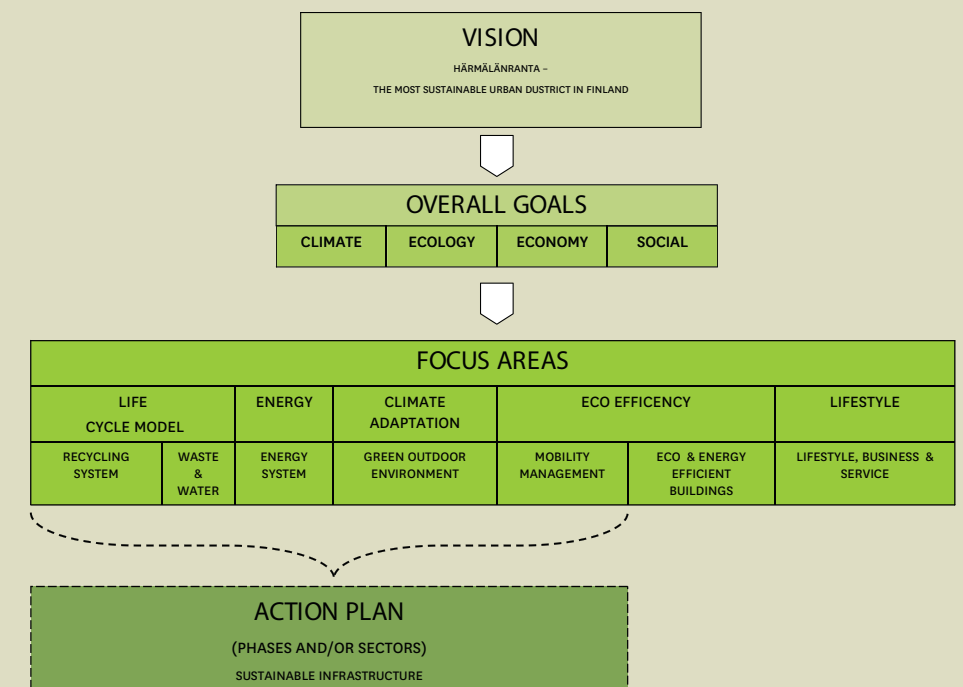 VISION
HÄRMÄLÄNRANTA –
THE MOST SUSTAINABLE URBAN DUSTRICT IN FINLAND
OVERALL GOALS
CLIMATE
ECOLOGY
ECONOMY
SOCIAL
FOCUS AREAS
LIFE
CYCLE MODEL
ENERGY
CLIMATE
ADAPTATION
ECO EFFICENCY
LIFESTYLE
RECYCLING
SYSTEM
WASTE
&
WATER
ENERGY
SYSTEM
GREEN OUTDOOR
ENVIRONMENT
MOBILITY
MANAGEMENT
ECO & ENERGY
EFFICIENT
BUILDINGS
LIFESTYLE, BUSINESS &
SERVICE
ACTION PLAN
(PHASES AND/OR SECTORS)
SUSTAINABLE INFRASTRUCTURE